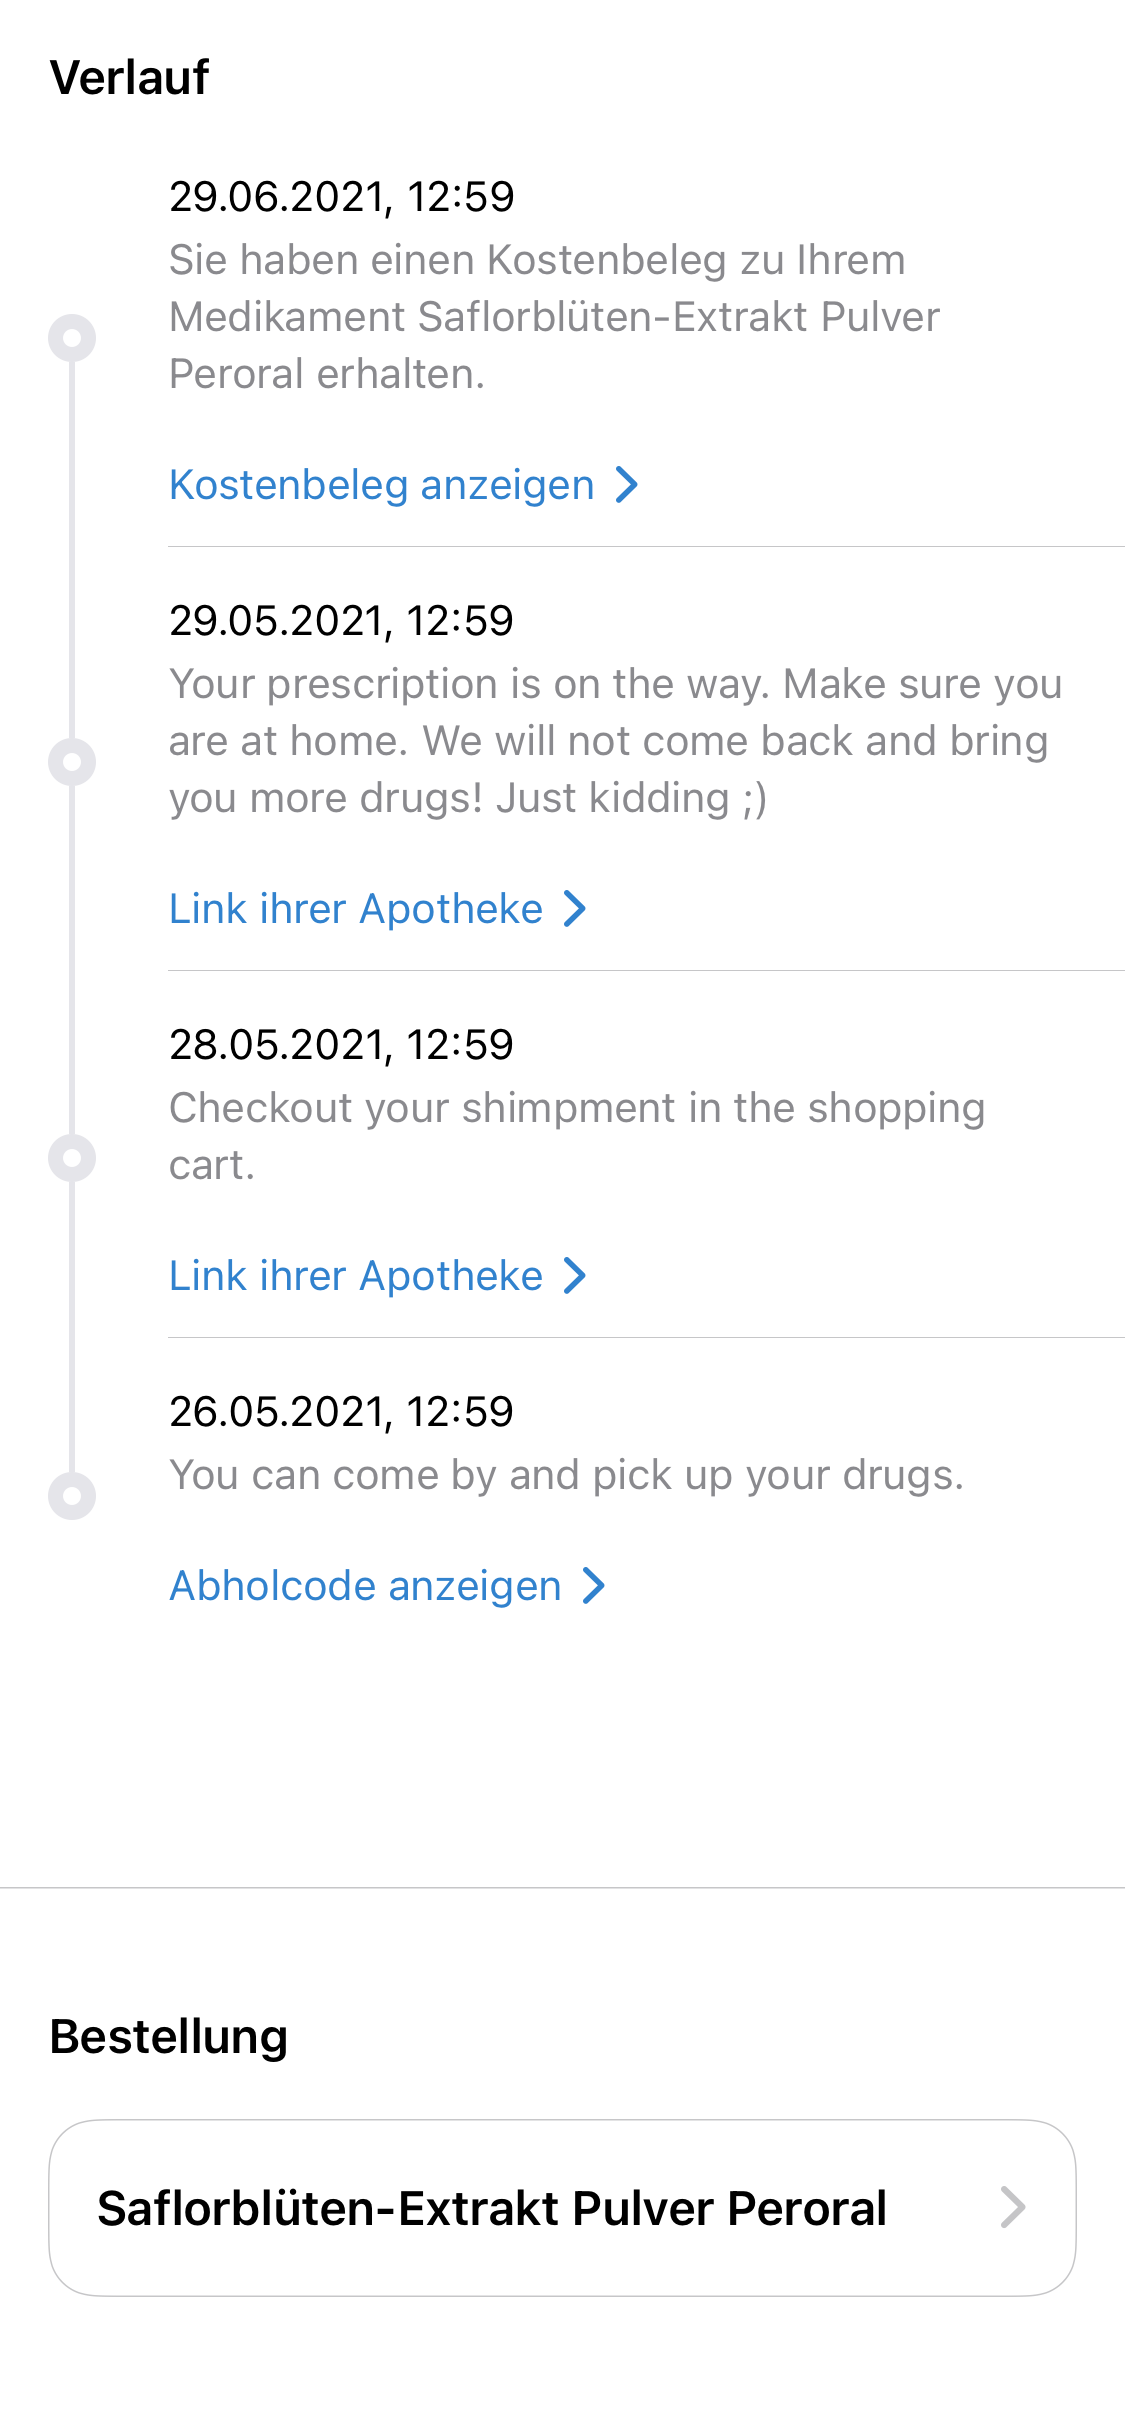 Verlauf
29.06.2021, 12:59
Sie haben einen Kostenbeleg zu Ihrem
Medikament Saflorblüten-Extrakt Pulver
Peroral erhalten.
Kostenbeleg anzeigen
29.05.2021, 12:59
Your prescription is on the way. Make sure you
are at home. We will not come back and bring
you more drugs! Just kidding ;)
Link ihrer Apotheke
28.05.2021, 12:59
Checkout your shimpment in the shopping
cart.
Link ihrer Apotheke
26.05.2021, 12:59
You can come by and pick up your drugs.
Abholcode anzeigen
Bestellung
Saflorblüten-Extrakt Pulver Peroral